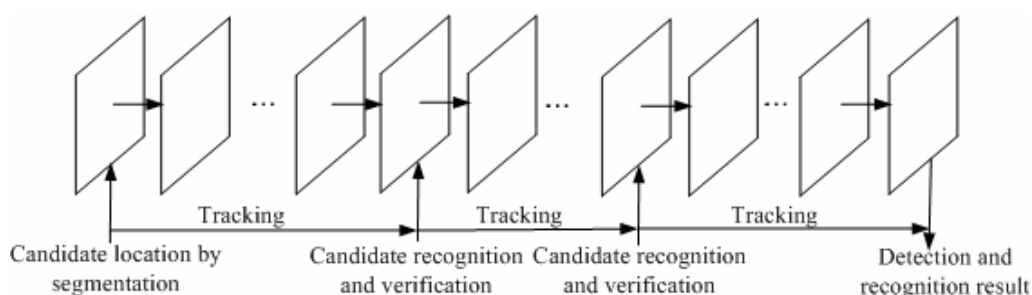 ... ... ...
Tracking Tracking Tracking
Candidate location by segmentation
Candidate recognition and verification
Candidate recognition and verification
Detection and recognition result